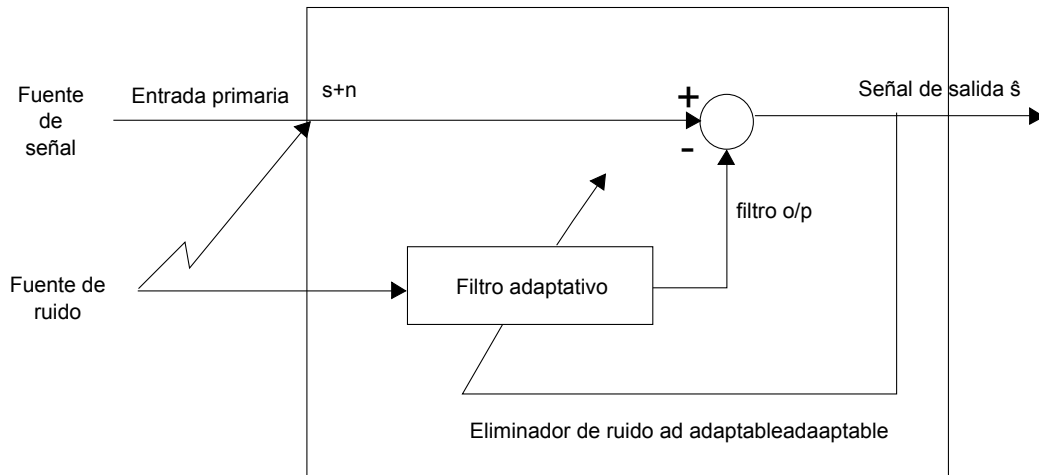 Fuente
de
señal
Entrada primaria
s+n
+
-
Señal de salida ŝ
filtro o/p
Fuente de
ruido
Filtro adaptativo
Eliminador de ruido ad adaptableadaaptable